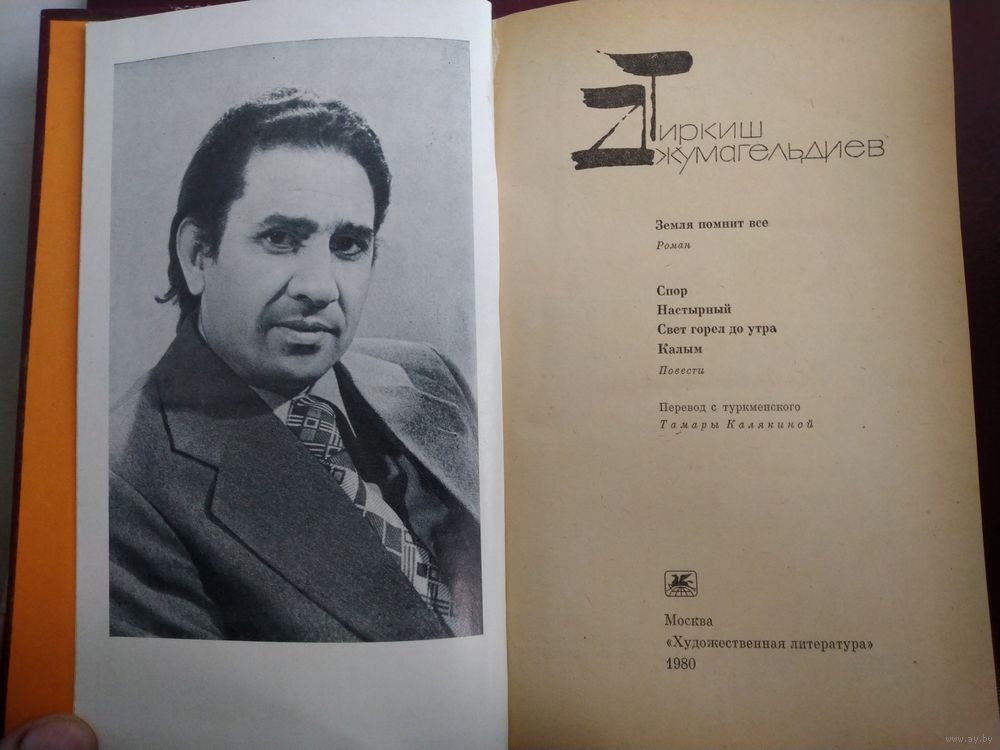 Тиркиш
Джумагельдиев
Земля помнит все
Роман
Спор
Настырный
Свет горел до утра
Калым
Повести
Перевод с туркменского
Тамары Калякиной
Москва
«Художественная литература»
1980
www.ay.by